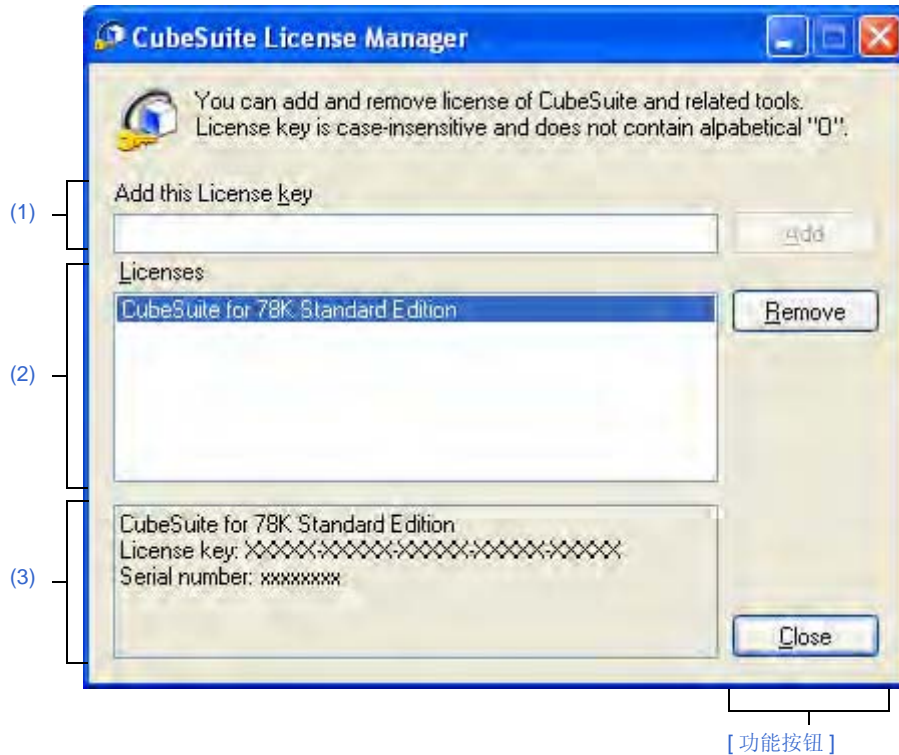 CubeSuite License Manager
You can add and remove license of CubeSuite and related tools.
License key is case-insensitive and does not contain alpabetical "O".
(1)
Add this License key
Add
(2)
Licenses
CubeSuite for 78K Standard Edition
Remove
(3)
CubeSuite for 78K Standard Edition
License key: XXXXX-XXXXX-XXXXX-XXXXX-XXXXX
Serial number: xxxxxxxx
Close
[ 功能按钮 ]